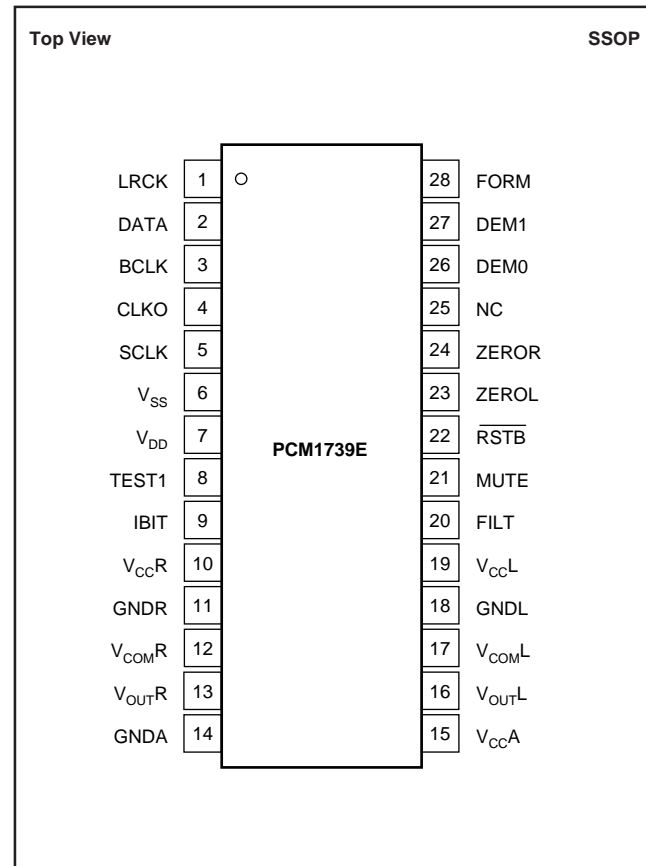 Top View SSOP
LRCK 1 28 FORM
DATA 2 27 DEM1
BCLK 3 26 DEM0
CLKO 4 25 NC
SCLK 5 24 ZEROR
VSS 6 23 ZEROL
VDD 7 22 RSTB
PCM1739E
TEST1 8 21 MUTE
IBIT 9 20 FILT
VCCR 10 19 VCCL
GNDR 11 18 GNDL
VCOMR 12 17 VCOML
VOUTR 13 16 VOUTL
GNDA 14 15 VCCA